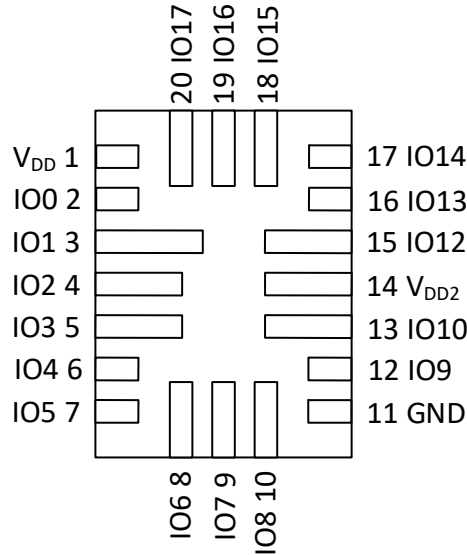 20 IO17
19 IO16
18 IO15
VDD 1
IO0 2
IO1 3
IO2 4
IO3 5
IO4 6
IO5 7
17 IO14
16 IO13
15 IO12
14 VDD2
13 IO10
12 IO9
11 GND
IO6 8
IO7 9
IO8 10